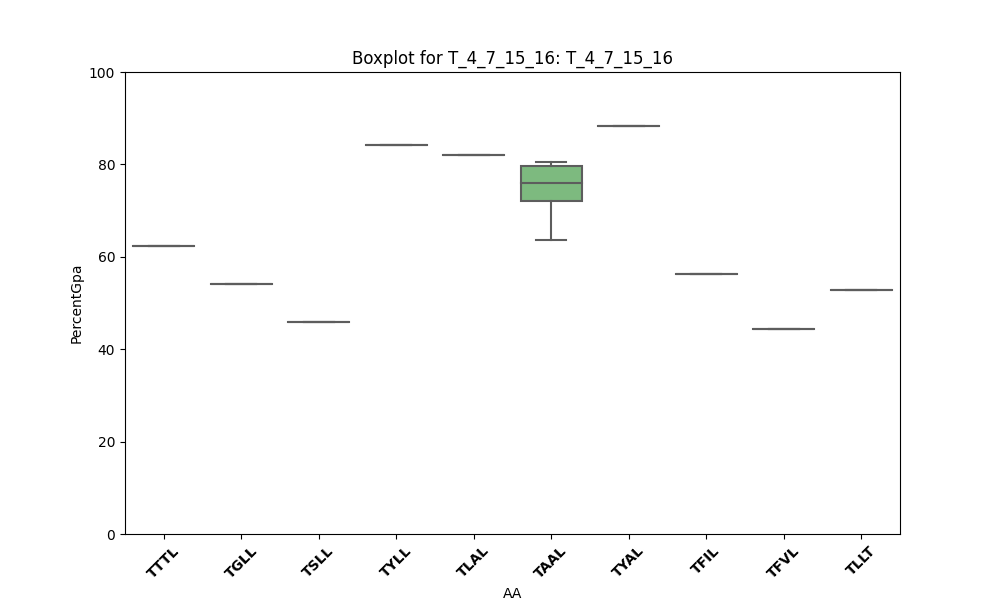 Boxplot for T_4_7_15_16: T_4_7_15_16
100
80
60
40
20
0
PercentGpa
TTTL
TGLL
TSLL
TYLL
TLAL
TAAL
TYAL
TFIL
TFVL
TLLT
AA